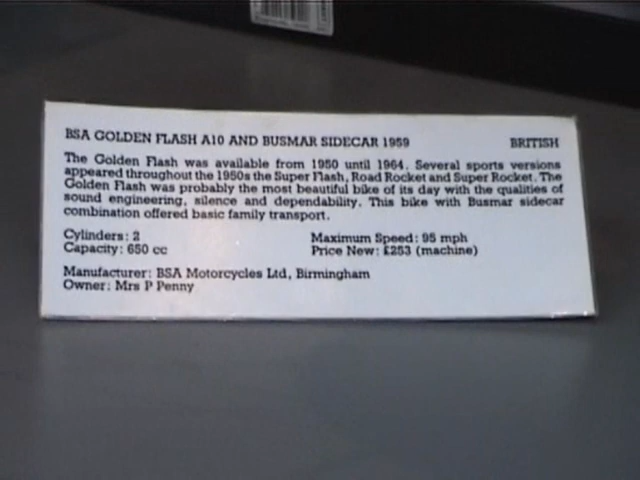 BSA GOLDEN FLASH A10 AND BUSMAR SIDECAR 1959 BRITISH
The Golden Flash was available from 1950 until 1964. Several sports versions
appeared throughout the 1950s the Super Flash, Road Rocket and Super Rocket. The
Golden Flash was probably the most beautiful bike of its day with the qualities of
sound engineering, silence and dependability. This bike with Busmar sidecar
combination offered basic family transport.
Cylinders: 2 Maximum Speed: 95 mph
Capacity: 650 cc Price New: £253 (machine)
Manufacturer: BSA Motorcycles Ltd, Birmingham
Owner: Mrs P Penny